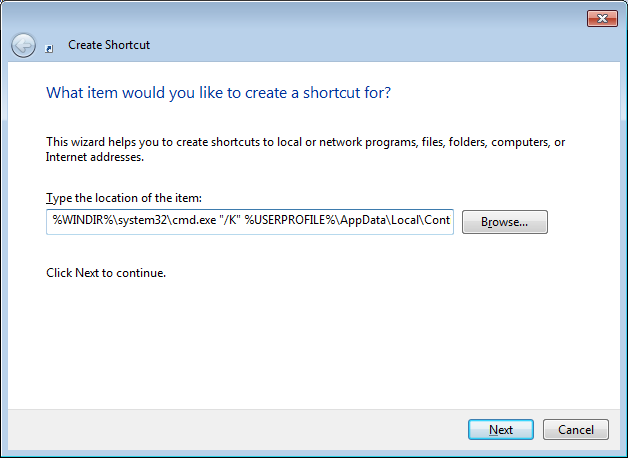 Create Shortcut
What item would you like to create a shortcut for?
This wizard helps you to create shortcuts to local or network programs, files, folders, computers, or
Internet addresses.
Type the location of the item:
%WINDIR%\system32\cmd.exe "/K" %USERPROFILE%\AppData\Local\Cont
Browse...
Click Next to continue.
Next
Cancel